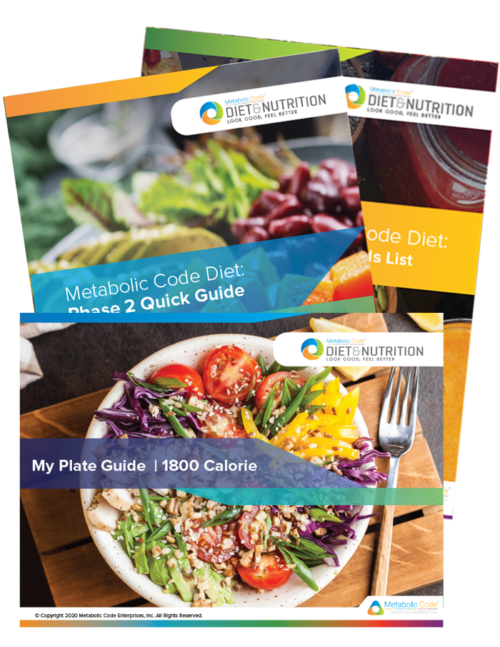 Metabolic Code
DIET&NUTRITION
LOOK GOOD, FEEL BETTER
Metabolic Code
DIET&NUTRITION
LOOK GOOD, FEEL BETTER
ode Diet:
ls List
Metabolic Code Diet:
Phase 2 Quick Guide
Metabolic Code
DIET&NUTRITION
LOOK GOOD, FEEL BETTER
My Plate Guide | 1800 Calorie
Metabolic Code
© Copyright 2020 Metabolic Code Enterprises, Inc. All Rights Reserved.